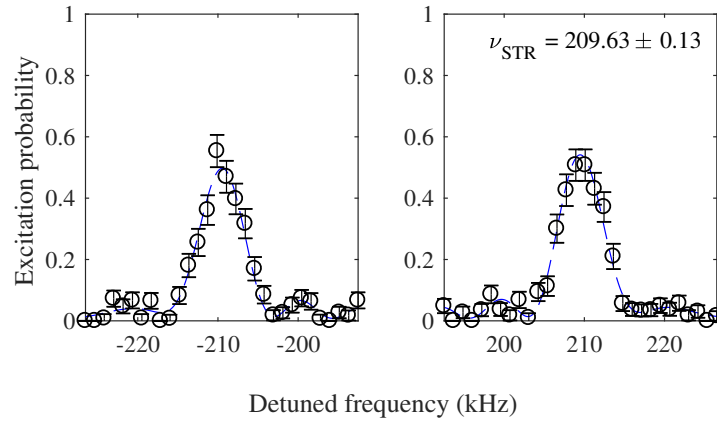 1
1
ν_STR = 209.63 ± 0.13
0.8
0.8
0.6
0.6
0.4
0.4
0.2
0.2
0
0
-220 -210 -200
200 210 220
Excitation probability
Detuned frequency (kHz)